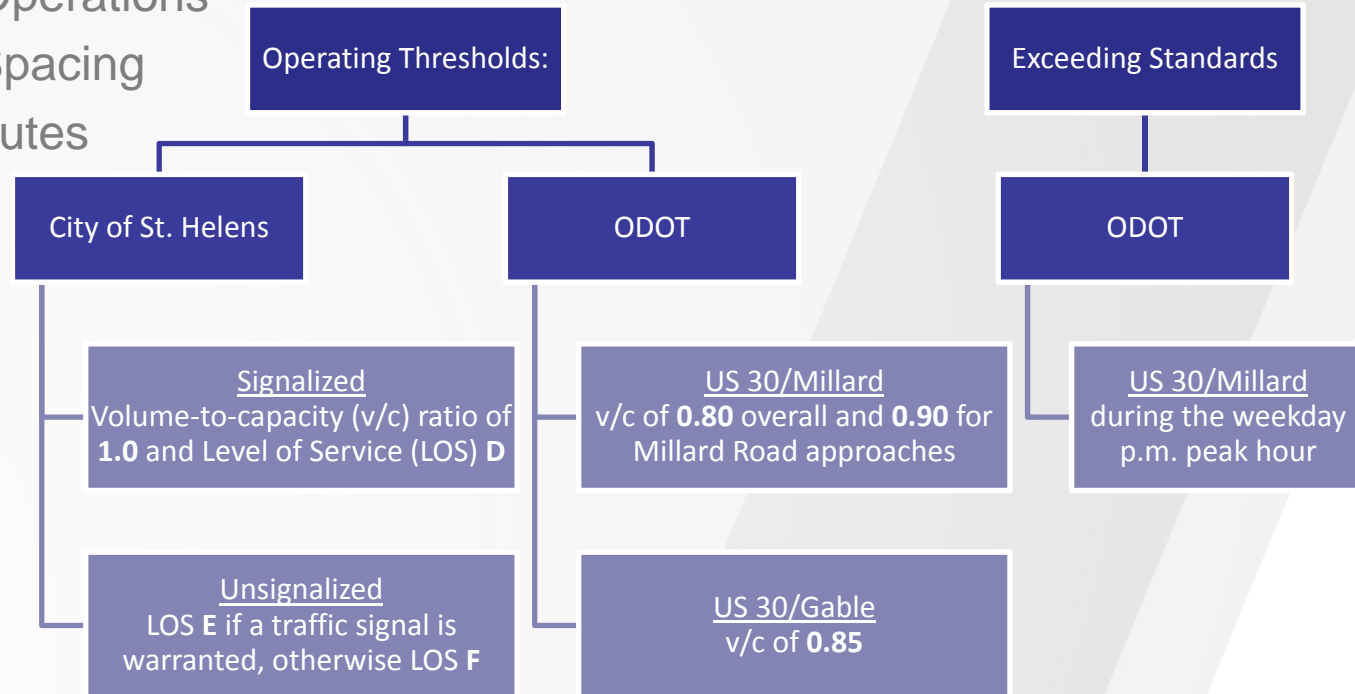 Operations
Spacing
utes
Operating Thresholds:
City of St. Helens
Signalized
Volume-to-capacity (v/c) ratio of
1.0 and Level of Service (LOS) D
Unsignalized
LOS E if a traffic signal is
warranted, otherwise LOS F
ODOT
US 30/Millard
v/c of 0.80 overall and 0.90 for
Millard Road approaches
US 30/Gable
v/c of 0.85
Exceeding Standards
ODOT
US 30/Millard
during the weekday
p.m. peak hour